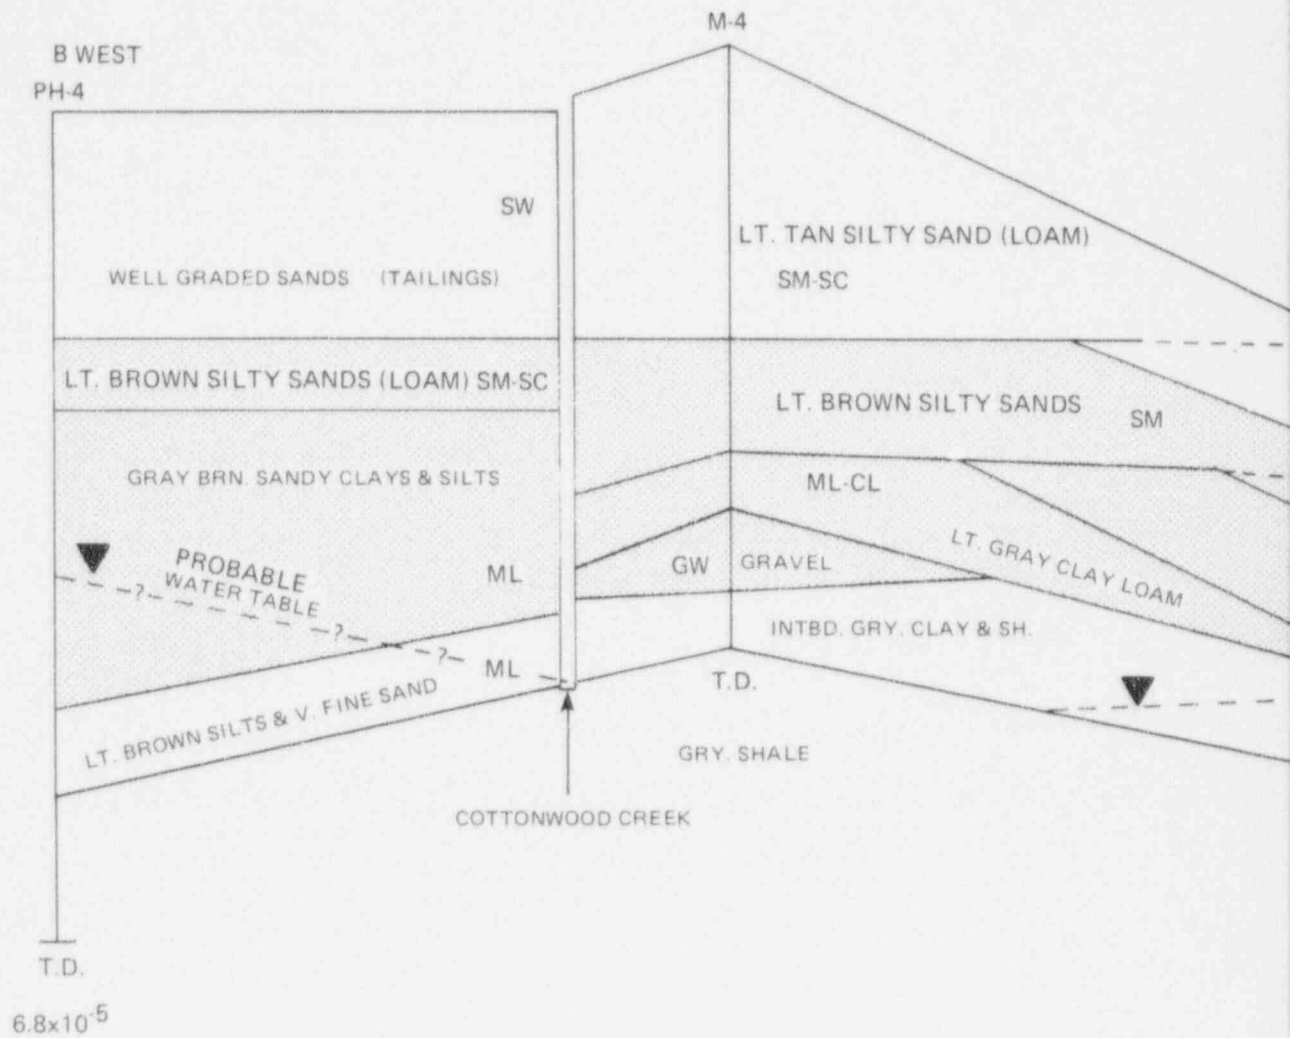 M-4
B WEST
PH-4
SW
WELL GRADED SANDS (TAILINGS)
LT. TAN SILTY SAND (LOAM)
SM-SC
LT. BROWN SILTY SANDS (LOAM) SM-SC
LT. BROWN SILTY SANDS
SM
GRAY BRN. SANDY CLAYS & SILTS
ML-CL
PROBABLE
WATER TABLE
?
?
?
ML
GW
GRAVEL
LT. GRAY CLAY LOAM
INTBD. GRY. CLAY & SH.
ML
LT. BROWN SILTS & V. FINE SAND
T.D.
GRY. SHALE
COTTONWOOD CREEK
T.D.
6.8x10-5